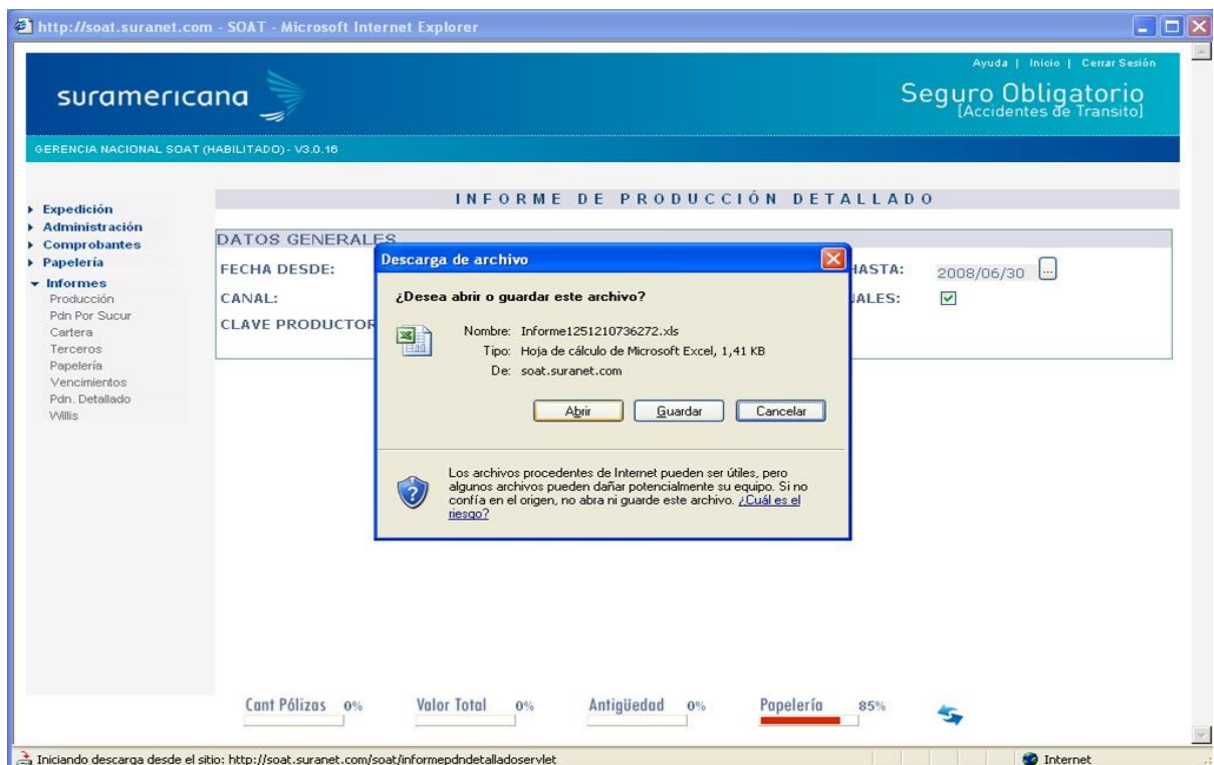 http://soat.suranet.com - SOAT - Microsoft Internet Explorer
Ayuda | Inicio | Cerrar Sesión
suramericana
Seguro Obligatorio
[Accidentes de Transito]
GERENCIA NACIONAL SOAT (HABILITADO) - V3.0.16
INFORME DE PRODUCCIÓN DETALLADO
Expedición
Administración
Comprobantes
Papelería
Informes
Producción
Pdn Por Sucur
Cartera
Terceros
Papelería
Vencimientos
Pdn. Detallado
Willis
DATOS GENERALES
FECHA DESDE:
HASTA:
2008/06/30
...
CANAL:
NALES:
CLAVE PRODUCTOR
Descarga de archivo
¿Desea abrir o guardar este archivo?
Nombre: Informe1251210736272.xls
Tipo: Hoja de cálculo de Microsoft Excel, 1,41 KB
De: soat.suranet.com
Abrir
Guardar
Cancelar
Los archivos procedentes de Internet pueden ser útiles, pero
algunos archivos pueden dañar potencialmente su equipo. Si no
confía en el origen, no abra ni guarde este archivo. ¿Cuál es el
riesgo?
Cant Pólizas 0%
Valor Total 0%
Antigüedad 0%
Papelería 85%
Iniciando descarga desde el sitio: http://soat.suranet.com/soat/informepdndetalladoservlet
Internet